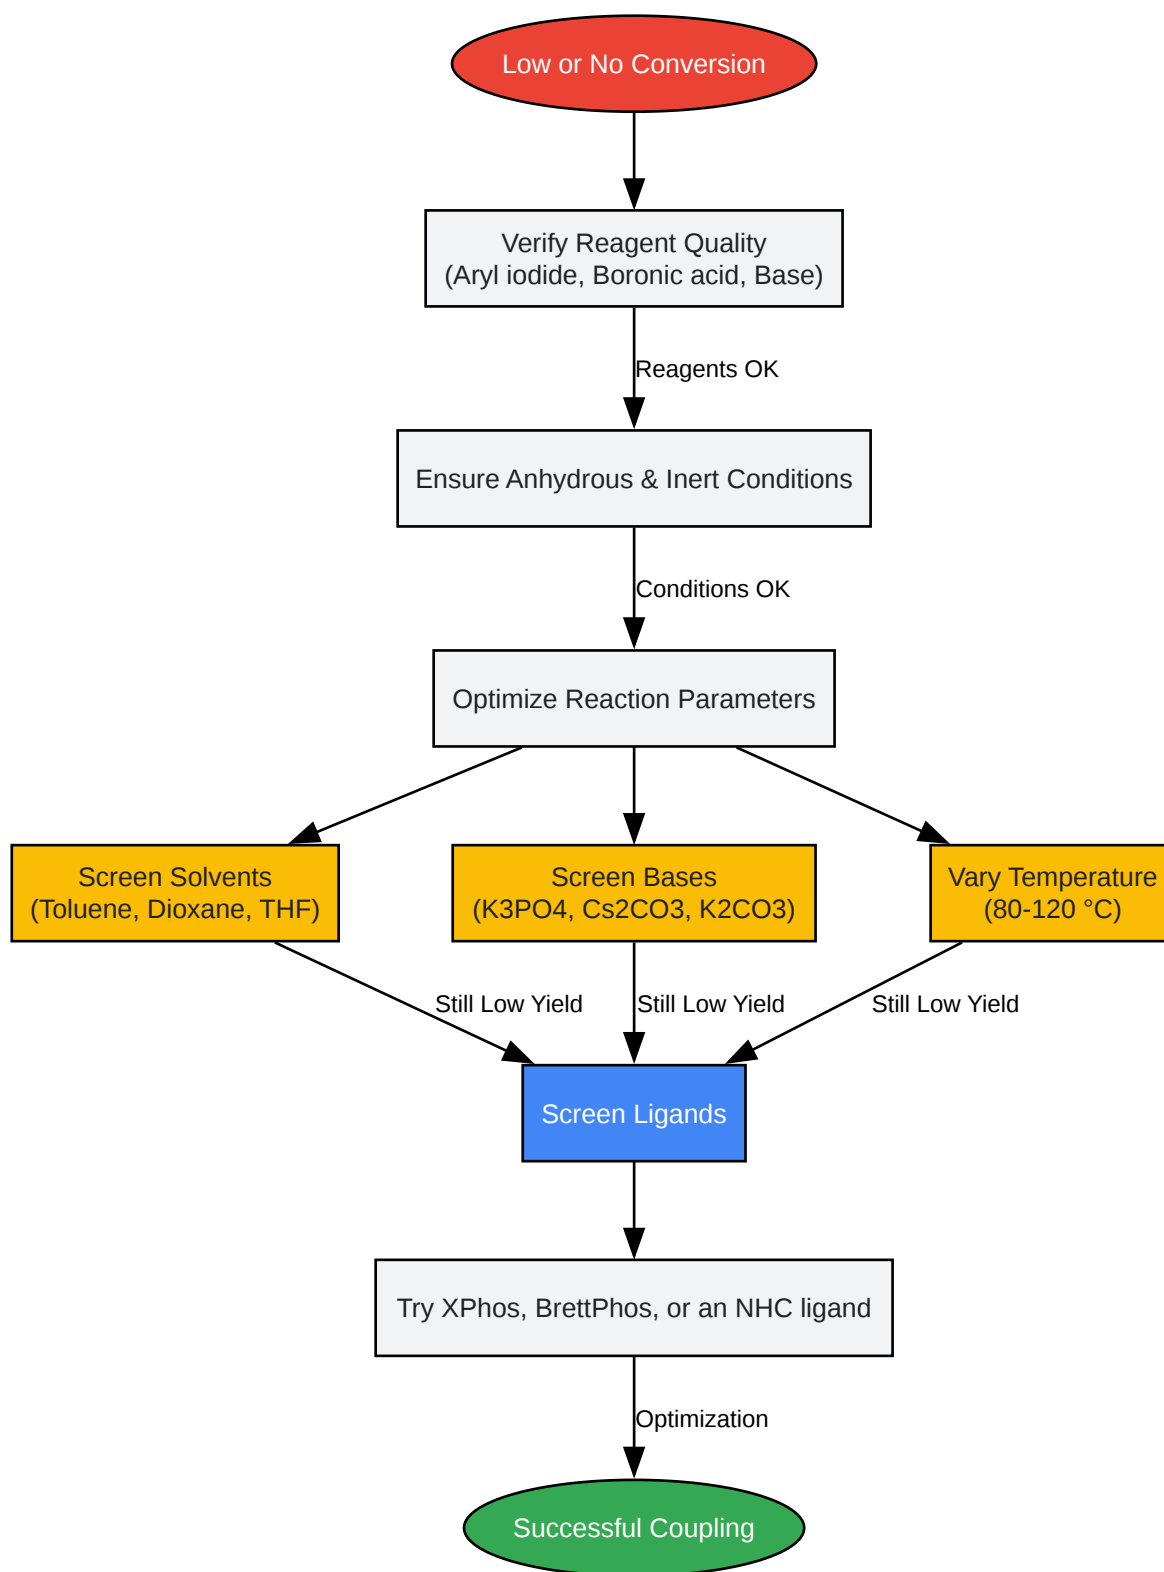 Low or No Conversion
Verify Reagent Quality
(Aryl iodide, Boronic acid, Base)
Reagents OK
Ensure Anhydrous & Inert Conditions
Conditions OK
Optimize Reaction Parameters
Screen Solvents
(Toluene, Dioxane, THF)
Screen Bases
(K3PO4, Cs2CO3, K2CO3)
Vary Temperature
(80-120 °C)
Still Low Yield
Still Low Yield
Still Low Yield
Screen Ligands
Try XPhos, BrettPhos, or an NHC ligand
Optimization
Successful Coupling